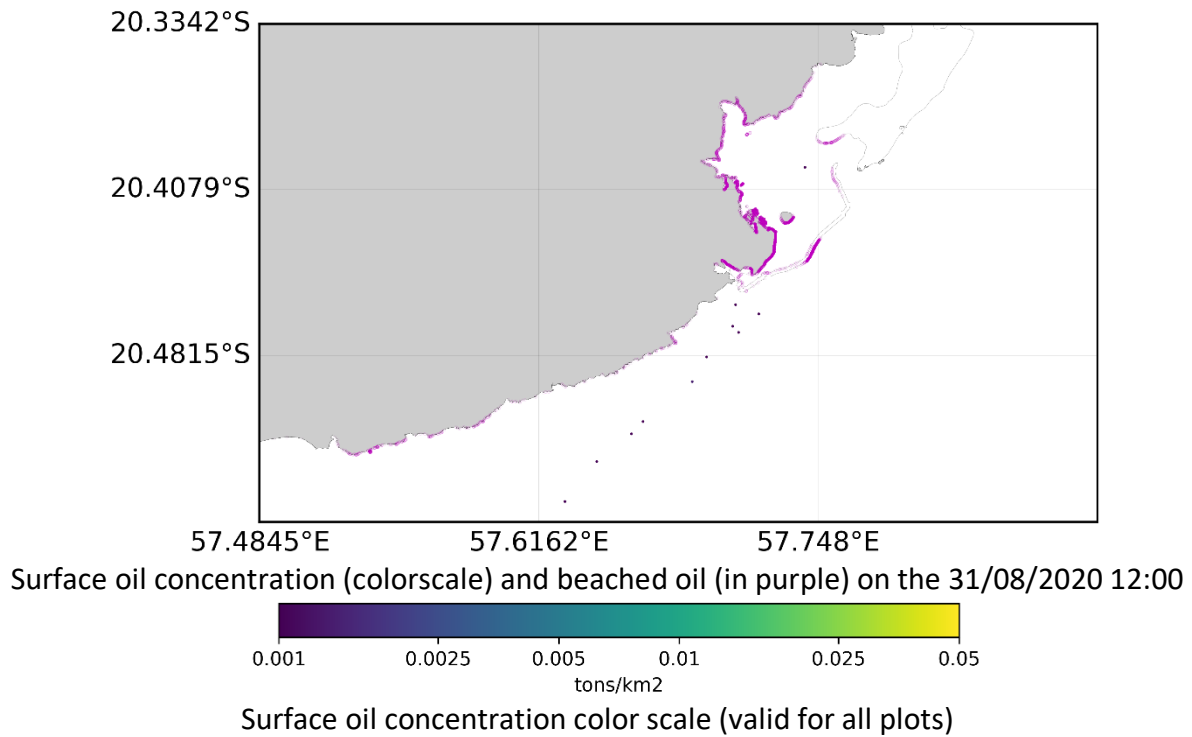 20.3342°S
20.4079°S
20.4815°S
57.4845°E 57.6162°E 57.748°E
Surface oil concentration (colorscale) and beached oil (in purple) on the 31/08/2020 12:00
0.001 0.0025 0.005 0.01 0.025 0.05
tons/km2
Surface oil concentration color scale (valid for all plots)